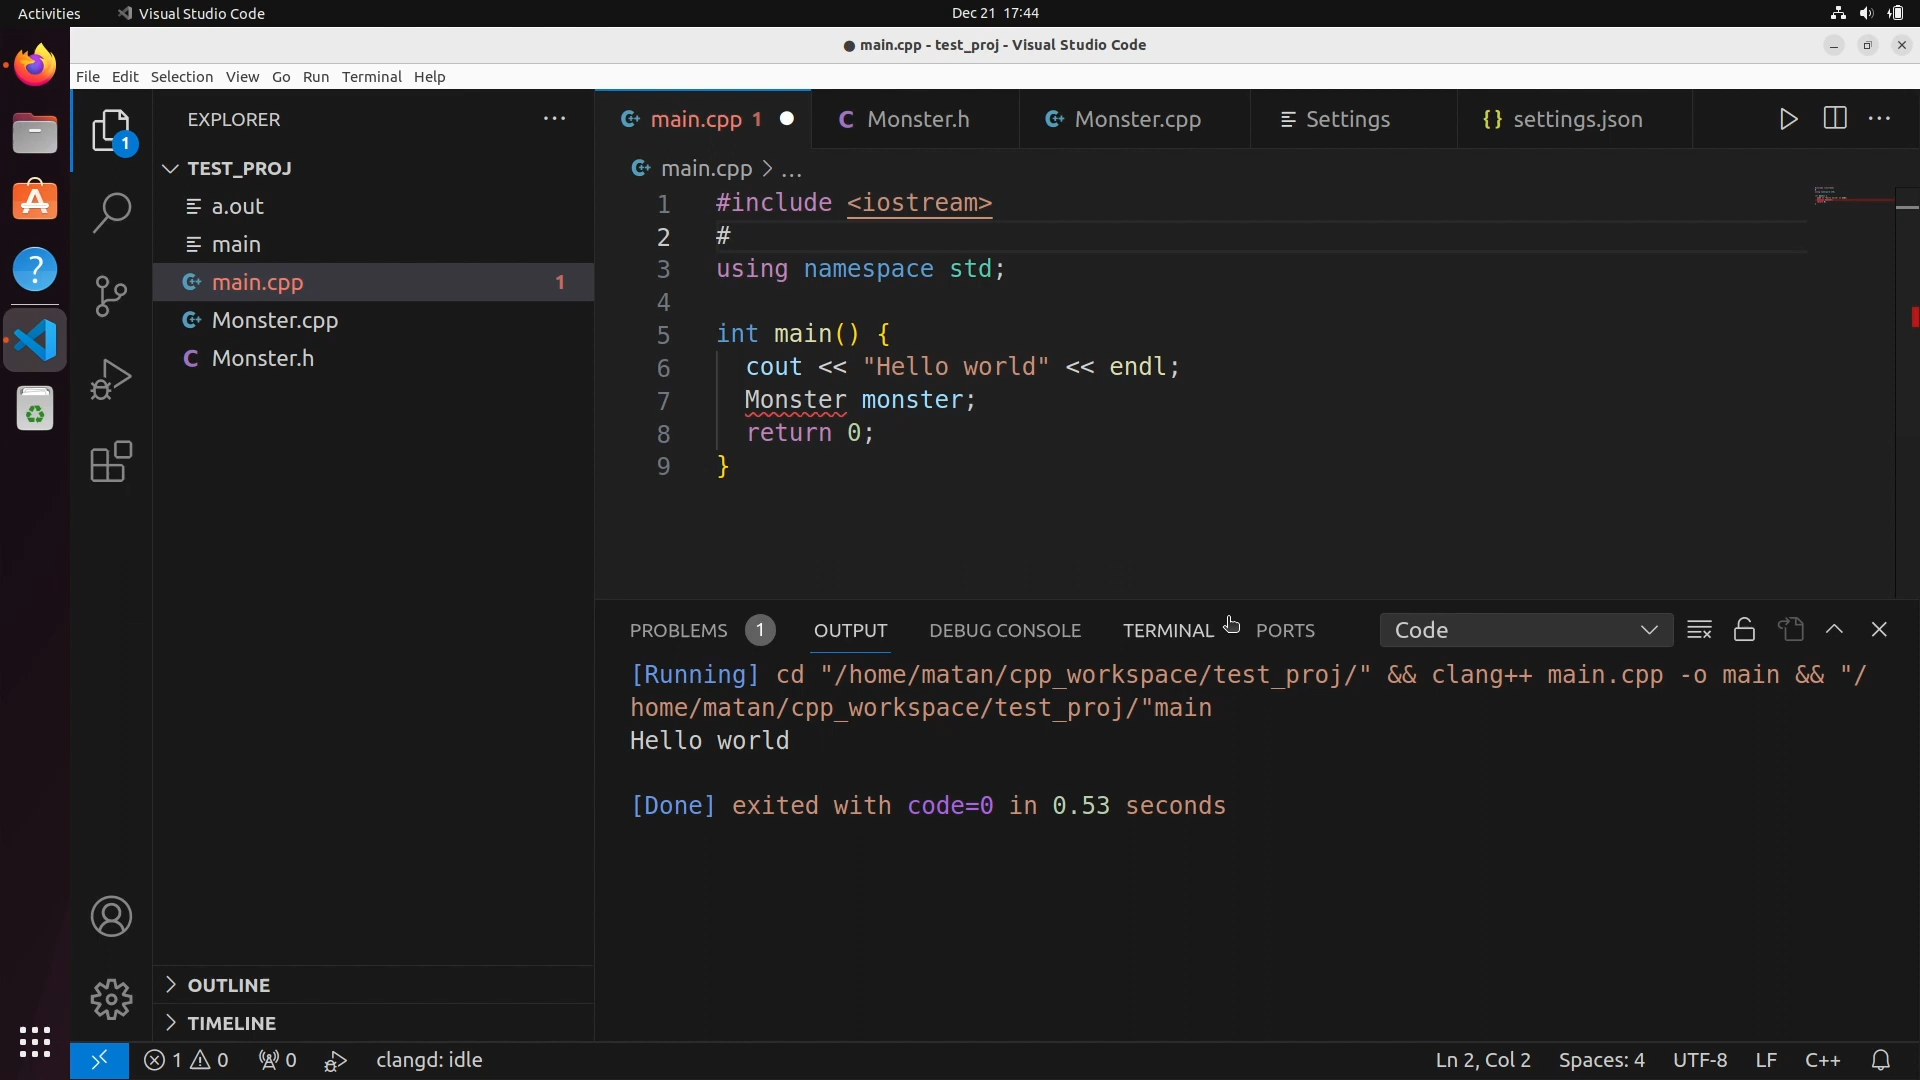 Activities
Visual Studio Code
Dec 21 17:44
● main.cpp - test_proj - Visual Studio Code
File Edit Selection View Go Run Terminal Help
EXPLORER
main.cpp 1
Monster.h
Monster.cpp
Settings
settings.json
1
TEST_PROJ
main.cpp > ...
a.out
main
main.cpp 1
Monster.cpp
Monster.h
1 #include <iostream>
2 #
3 using namespace std;
4
5 int main() {
6 cout << "Hello world" << endl;
7 Monster monster;
8 return 0;
9 }
PROBLEMS 1 OUTPUT DEBUG CONSOLE TERMINAL PORTS
Code
[Running] cd "/home/matan/cpp_workspace/test_proj/" && clang++ main.cpp -o main && "/
home/matan/cpp_workspace/test_proj/"main
Hello world
[Done] exited with code=0 in 0.53 seconds
OUTLINE
TIMELINE
1 0 0 clangd: idle
Ln 2, Col 2 Spaces: 4 UTF-8 LF C++